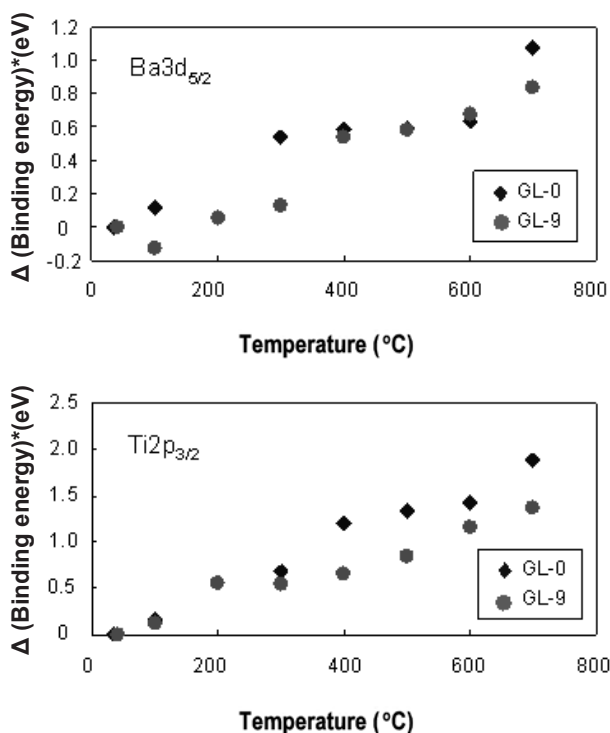 Δ (Binding energy)*(eV)
1.2
1.0
0.8
0.6
0.4
0.2
0
-0.2
Ba3d5/2
GL-0
GL-9
0 200 400 600 800
Temperature (°C)
Δ (Binding energy)*(eV)
2.5
2.0
1.5
1.0
0.5
0
Ti2p3/2
GL-0
GL-9
0 200 400 600 800
Temperature (°C)